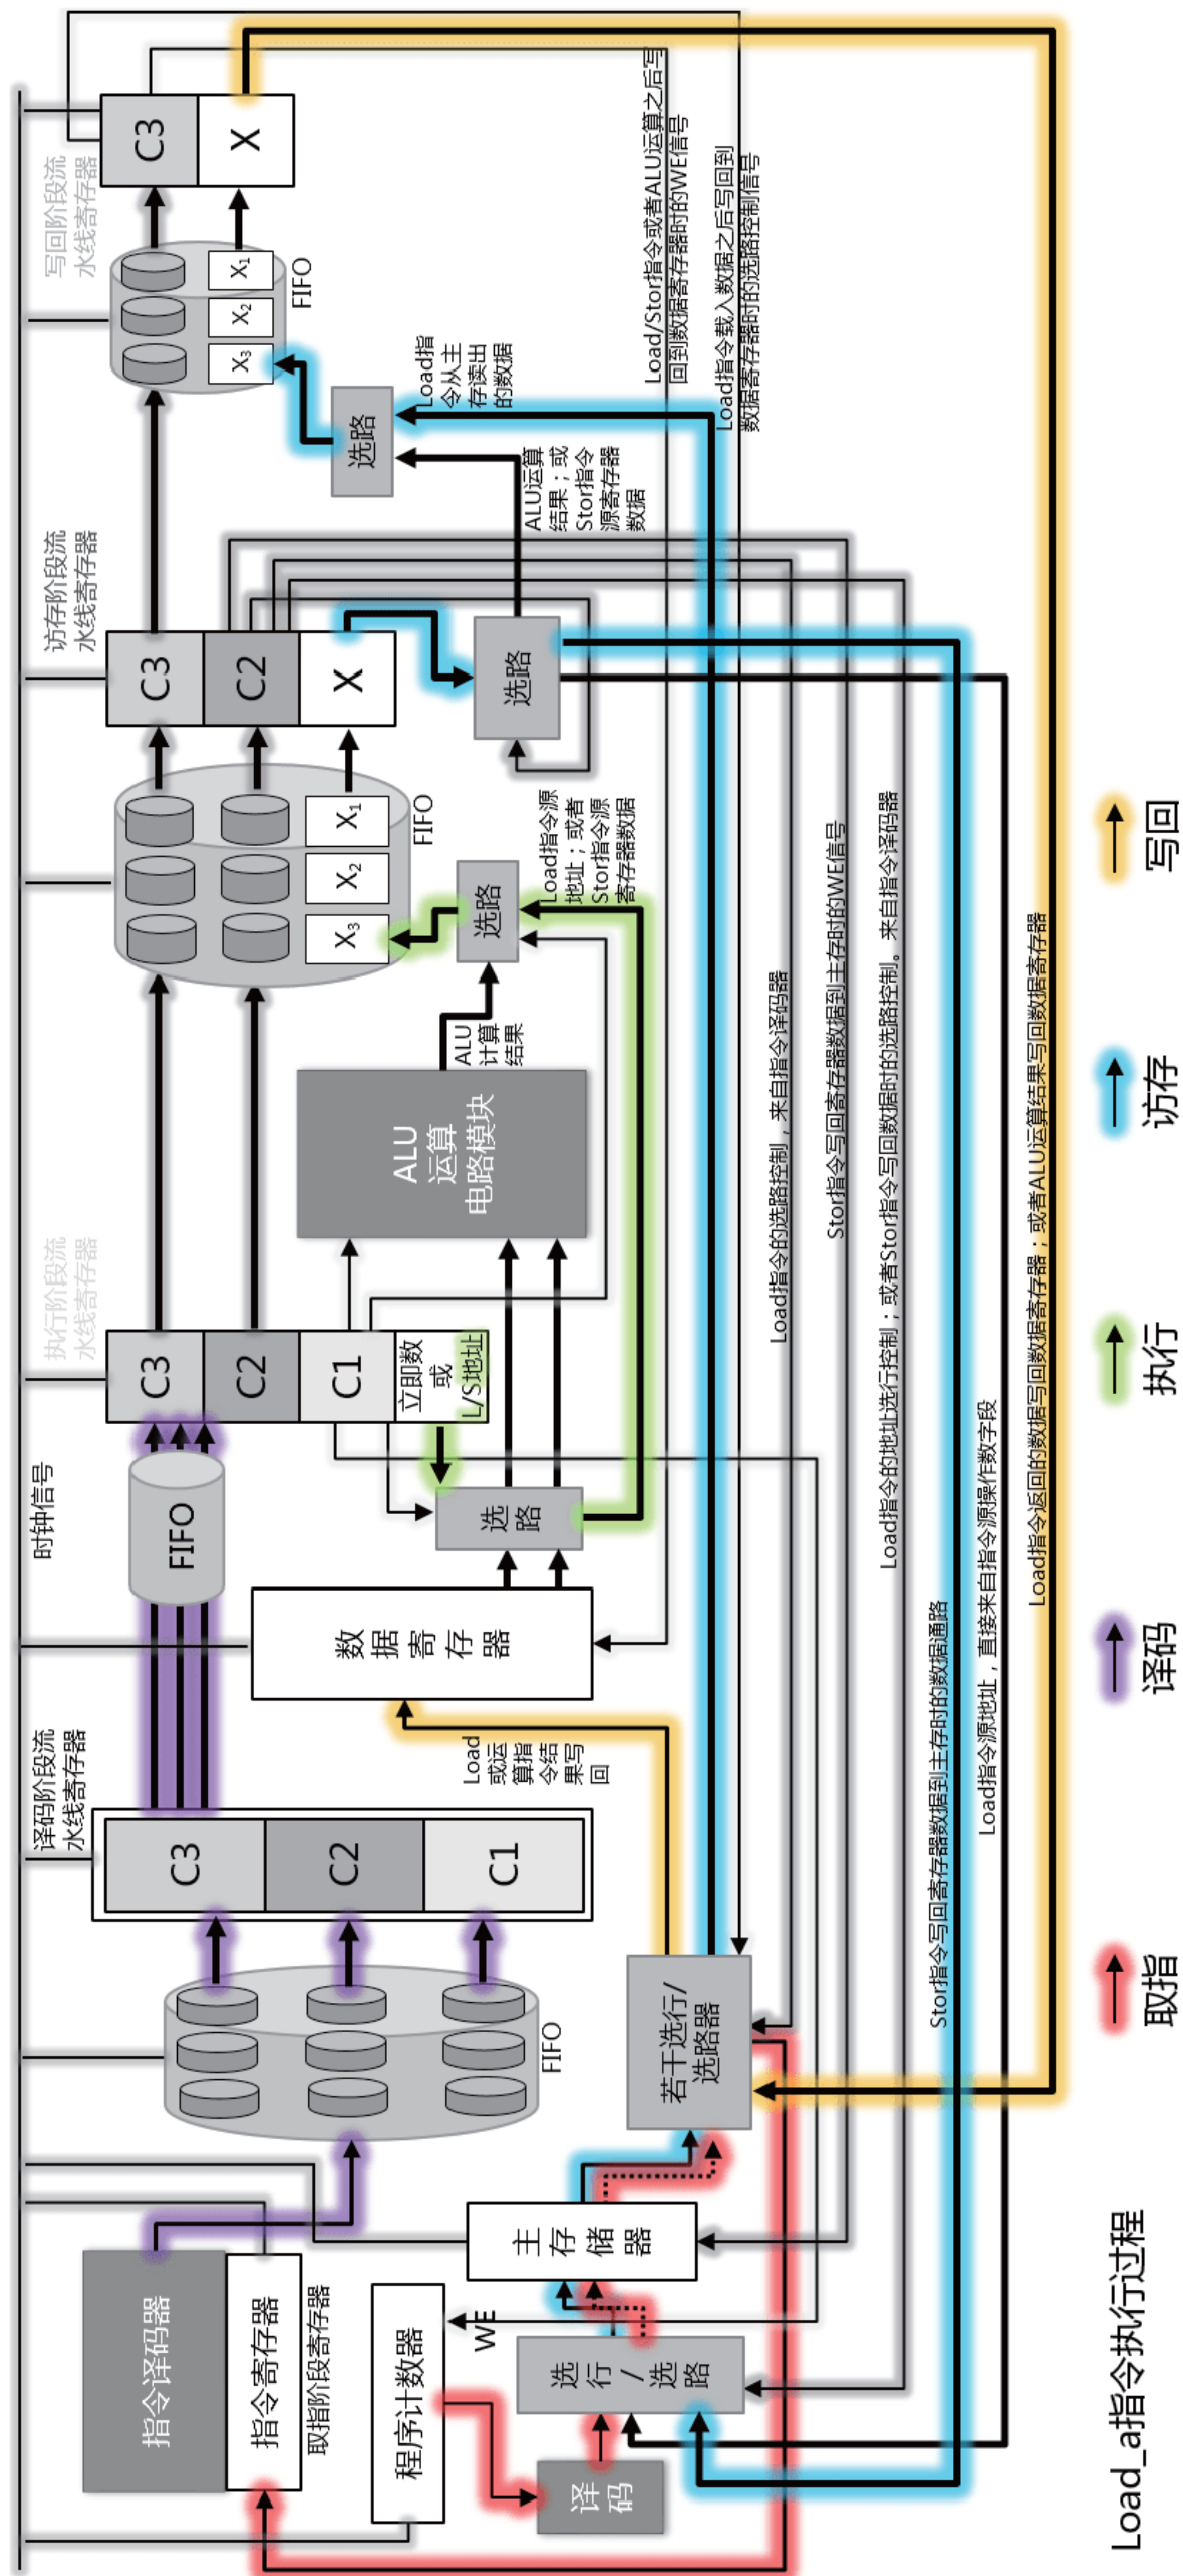 时钟信号
译码阶段流
水线寄存器
执行阶段流
水线寄存器
访存阶段流
水线寄存器
写回阶段流
水线寄存器
指令译码器
指令寄存器
取指阶段寄存器
程序计数器
WE
译
码
选
行
/
选
路
主
存
储
器
若干选行/
选路器
FIFO
C3
C2
C1
Load
或运
算指
令结
果写
回
数
据
寄
存
器
FIFO
C3
C2
C1
立即数
或
L/S地址
选
路
ALU
运算
电路模块
ALU
计算
结果
选路
Load指令源
地址；或者
Stor指令源
寄存器数据
X3
X2
X1
FIFO
C3
C2
X
选路
ALU运算
结果；或
Stor指令
源寄存器
数据
选路
Load指
令从主
存读出
的数据
X3
X2
X1
FIFO
C3
X
Load/Stor指令或者ALU运算之后写
回到数据寄存器时的WE信号
Load指令载入数据之后写回到
数据寄存器时的选路控制信号
Load指令的选路控制，来自指令译码器
Stor指令写回寄存器数据到主存时的WE信号
Load指令的地址选行控制；或者Stor指令写回数据时的选路控制。来自指令译码器
Stor指令写回寄存器数据到主存时的数据通路
Load指令源地址，直接来自指令源操作数字段
Load指令返回的数据写回数据寄存器；或者ALU运算结果写回数据寄存器
Load_a指令执行过程
取指
译码
执行
访存
写回